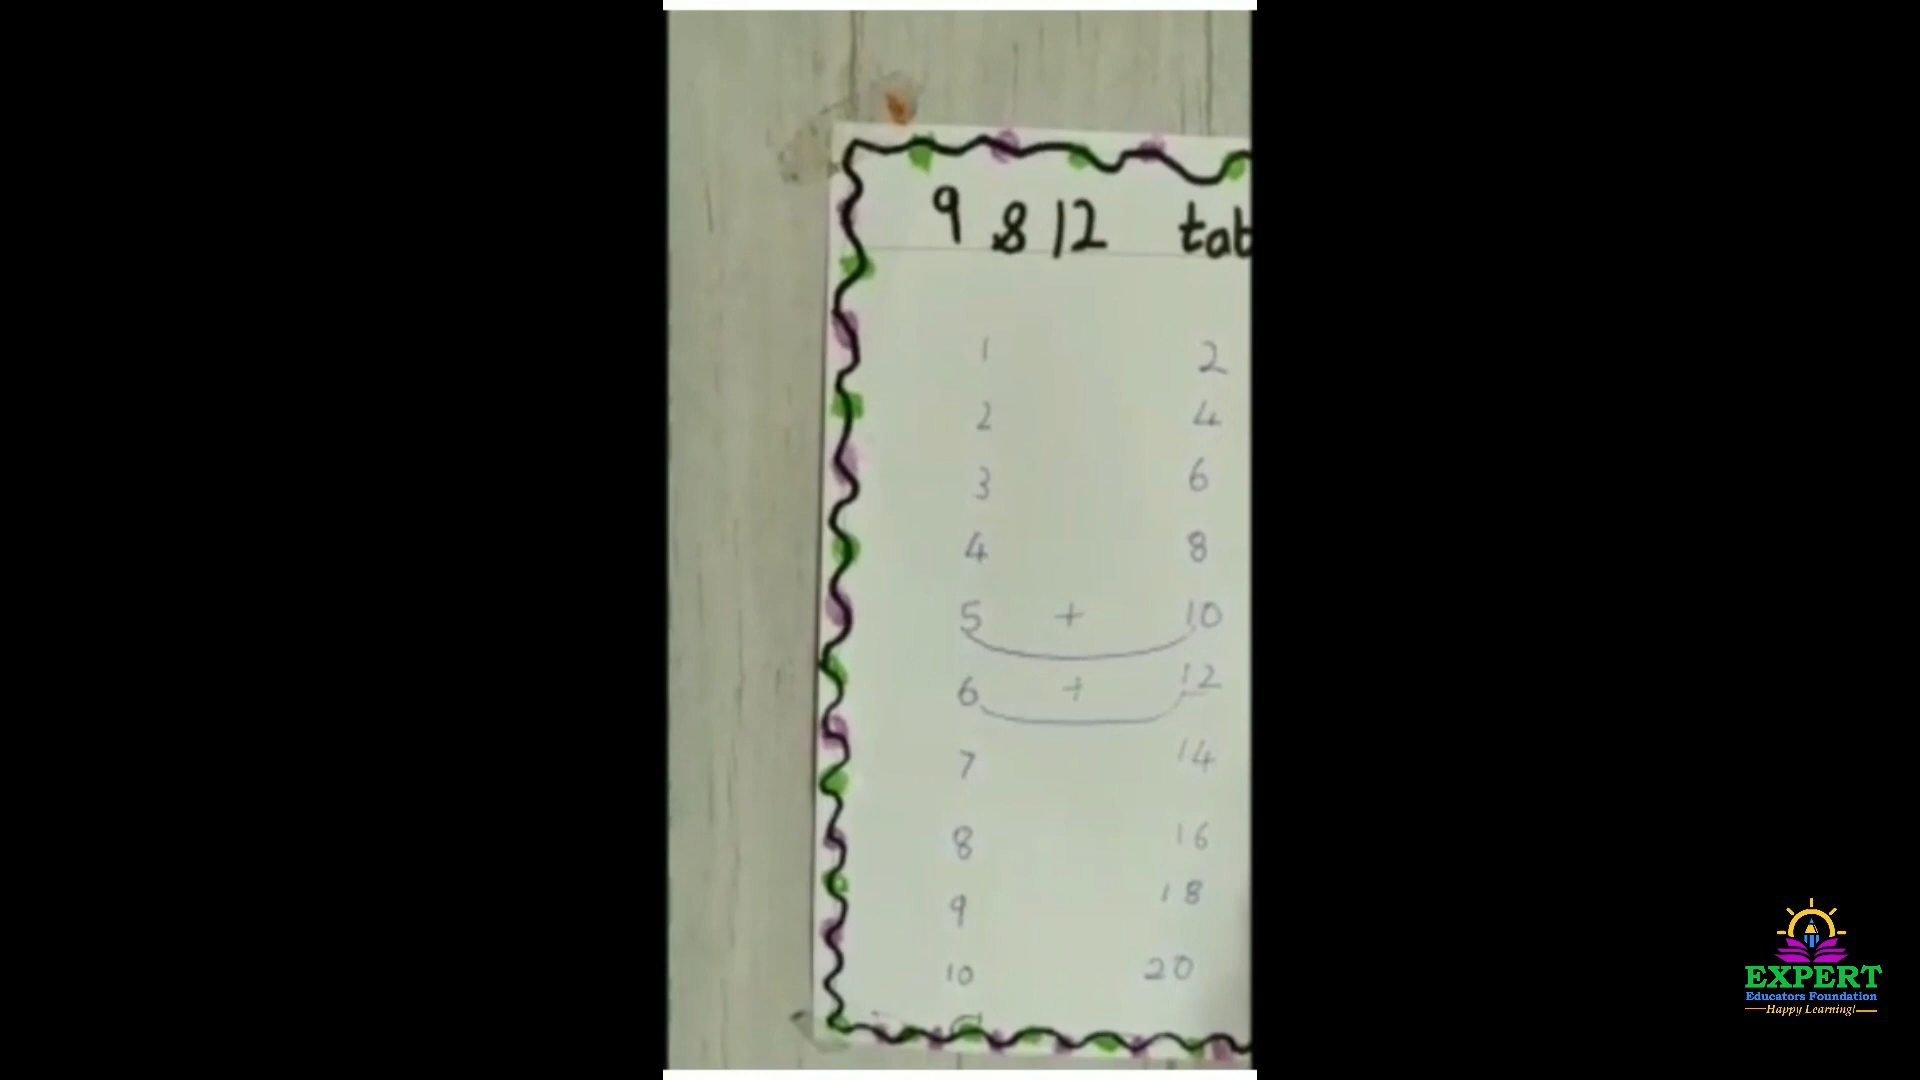 9 &12 tab
1 2
2 4
3 6
4 8
5 + 10
6 + 12
7 14
8 16
9 18
10 20
EXPERT
Educators Foundation
Happy Learning!